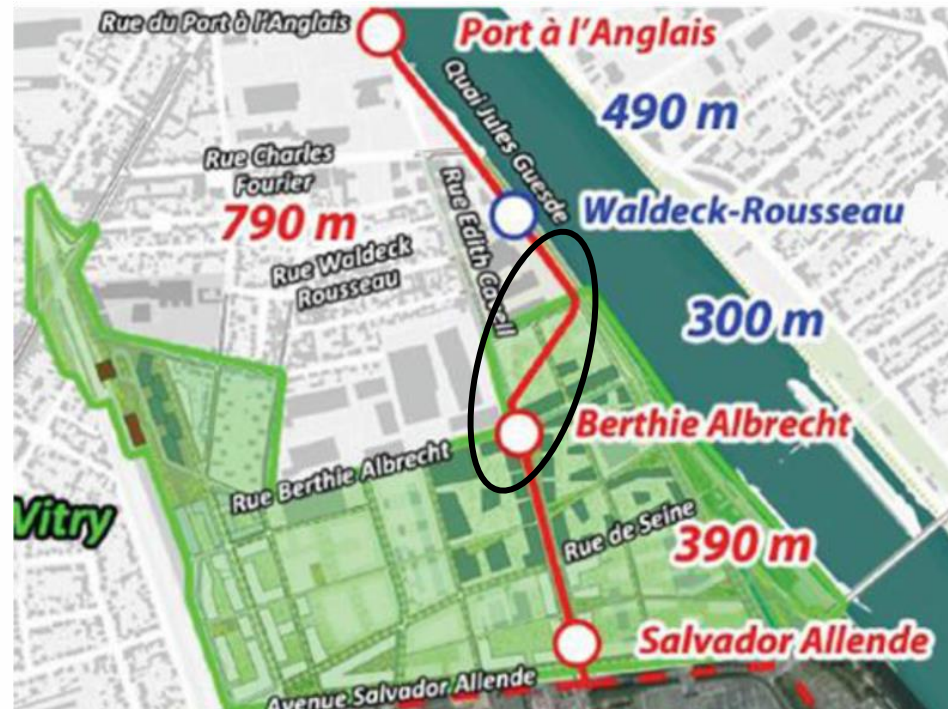 Rue du Port à l'Anglais
Port à l'Anglais
Quai Jules Guesde
490 m
Rue Charles
Fourier
790 m
Rue Edith Cavell
Waldeck-Rousseau
Rue Waldeck
Rousseau
300 m
Berthie Albrecht
Rue Berthie Albrecht
Vitry
Rue de Seine
390 m
Salvador Allende
Avenue Salvador Allende